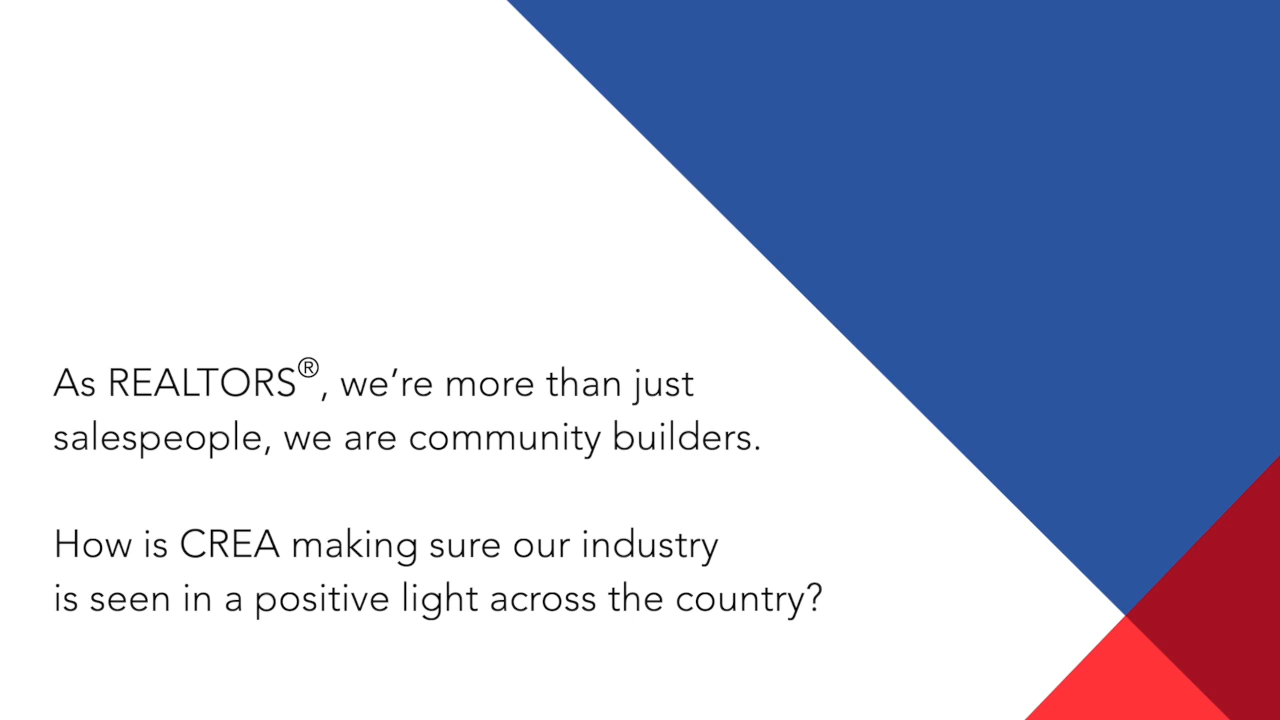 As REALTORS®, we’re more than just
salespeople, we are community builders.
How is CREA making sure our industry
is seen in a positive light across the country?